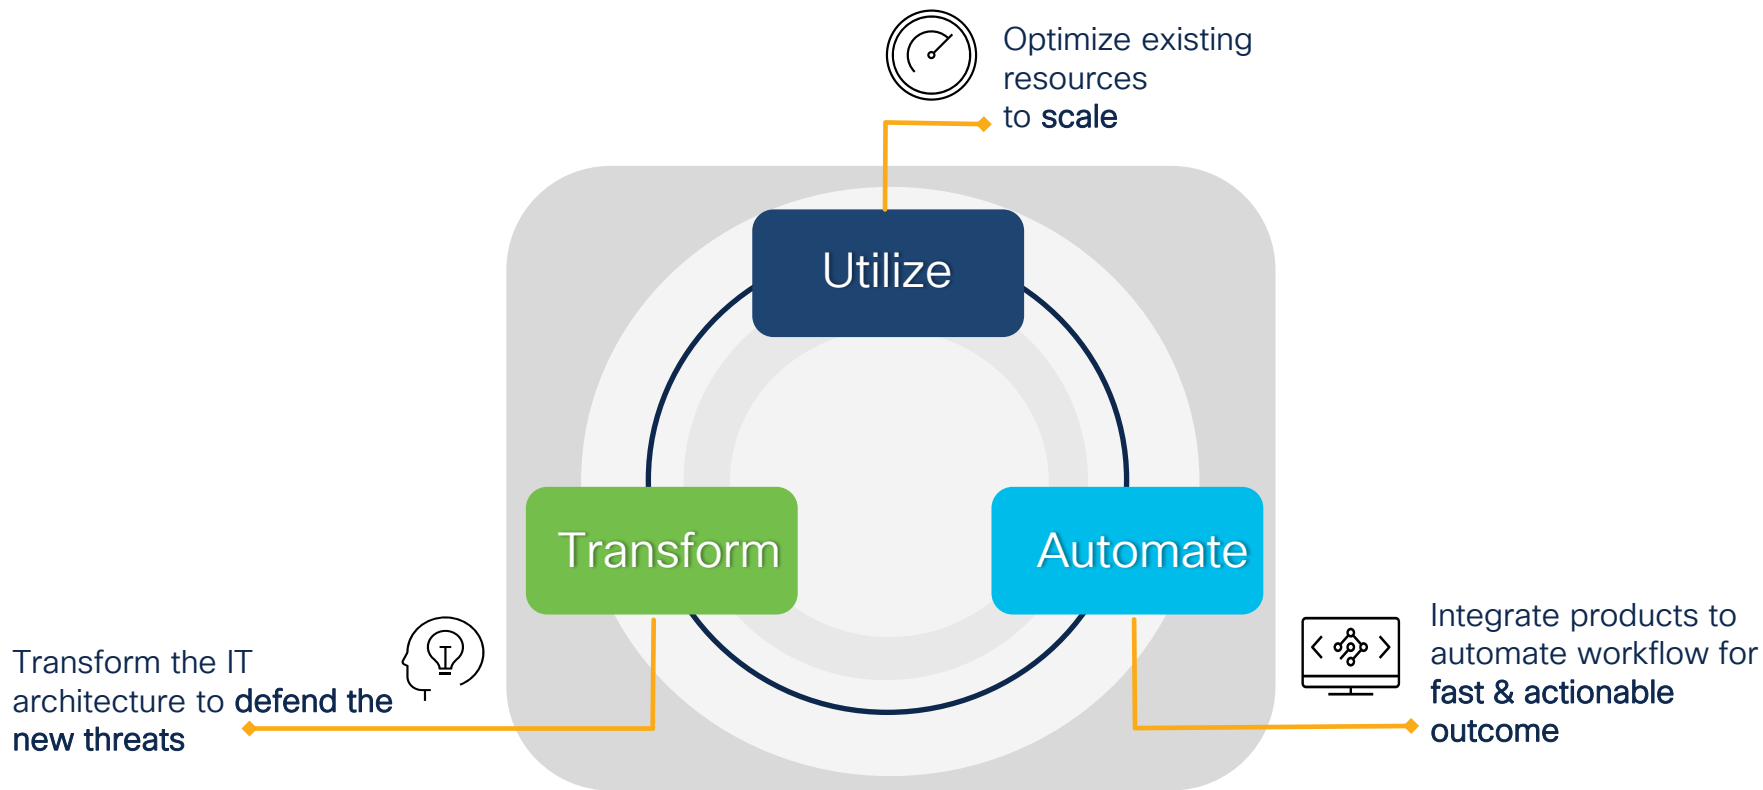 Optimize existing
resources
to scale
Utilize
Transform
Automate
Transform the IT
architecture to defend the
new threats
Integrate products to
automate workflow for
fast & actionable
outcome